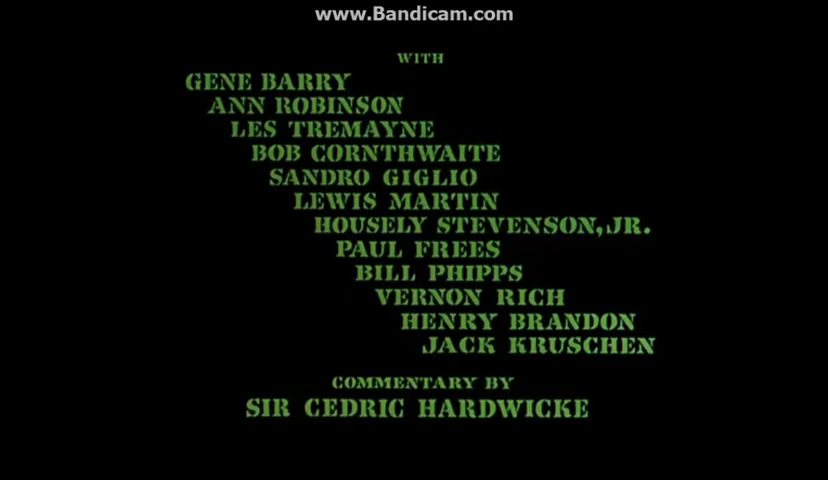 www.Bandicam.com
WITH
GENE BARRY
ANN ROBINSON
LES TREMAYNE
BOB CORNTHWAITE
SANDRO GIGLIO
LEWIS MARTIN
HOUSELY STEVENSON, JR.
PAUL FREES
BILL PHIPPS
VERNON RICH
HENRY BRANDON
JACK KRUSCHEN
COMMENTARY BY
SIR CEDRIC HARDWICKE